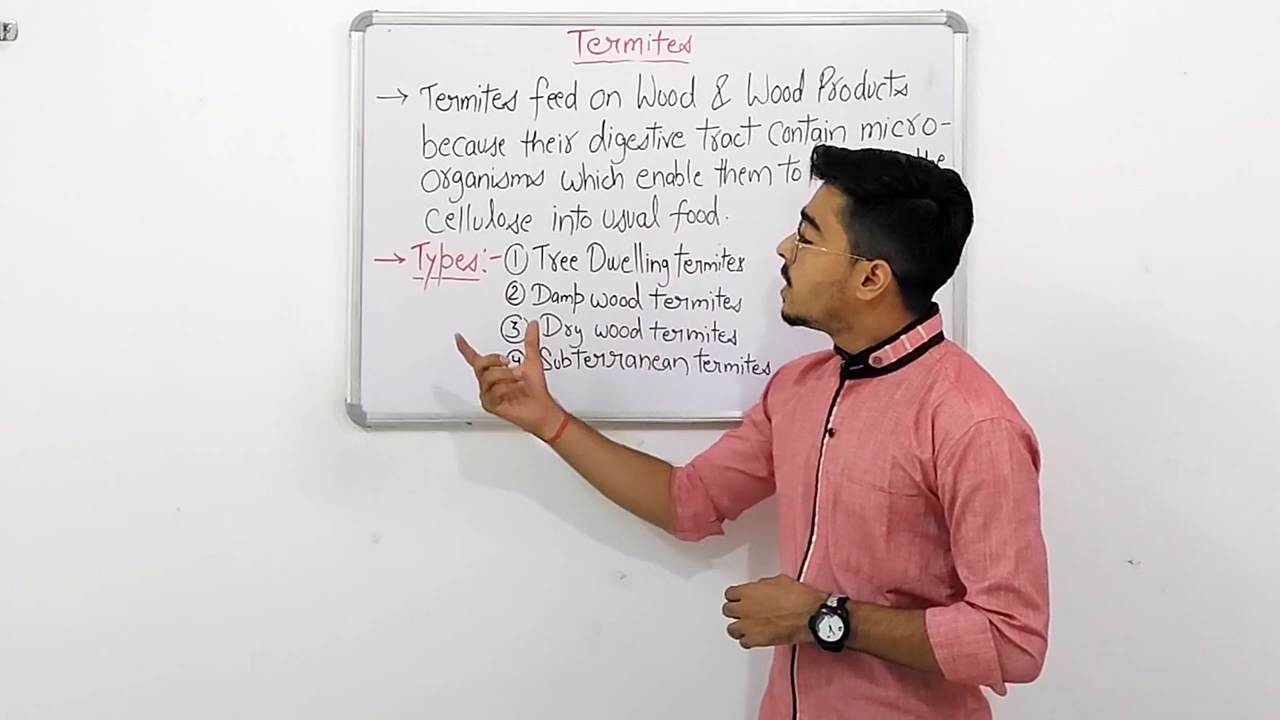 Termites
→ Termites feed on Wood & Wood Products
because their digestive tract contain micro-
organisms which enable them to the
cellulose into usual food.
→ Types:- ① Tree Dwelling termites
② Damp wood termites
③ Dry wood termites
④ Subterranean termites